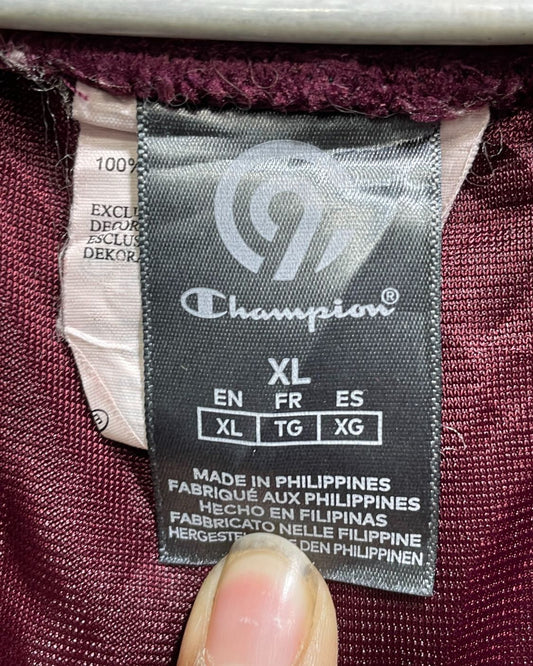 100%
EXCLU
DECOR
ESCLUS
DEKORA
C9
Champion®
XL
EN FR ES
XL TG XG
MADE IN PHILIPPINES
FABRIQUÉ AUX PHILIPPINES
HECHO EN FILIPINAS
FABBRICATO NELLE FILIPPINE
DEN PHILIPPINEN